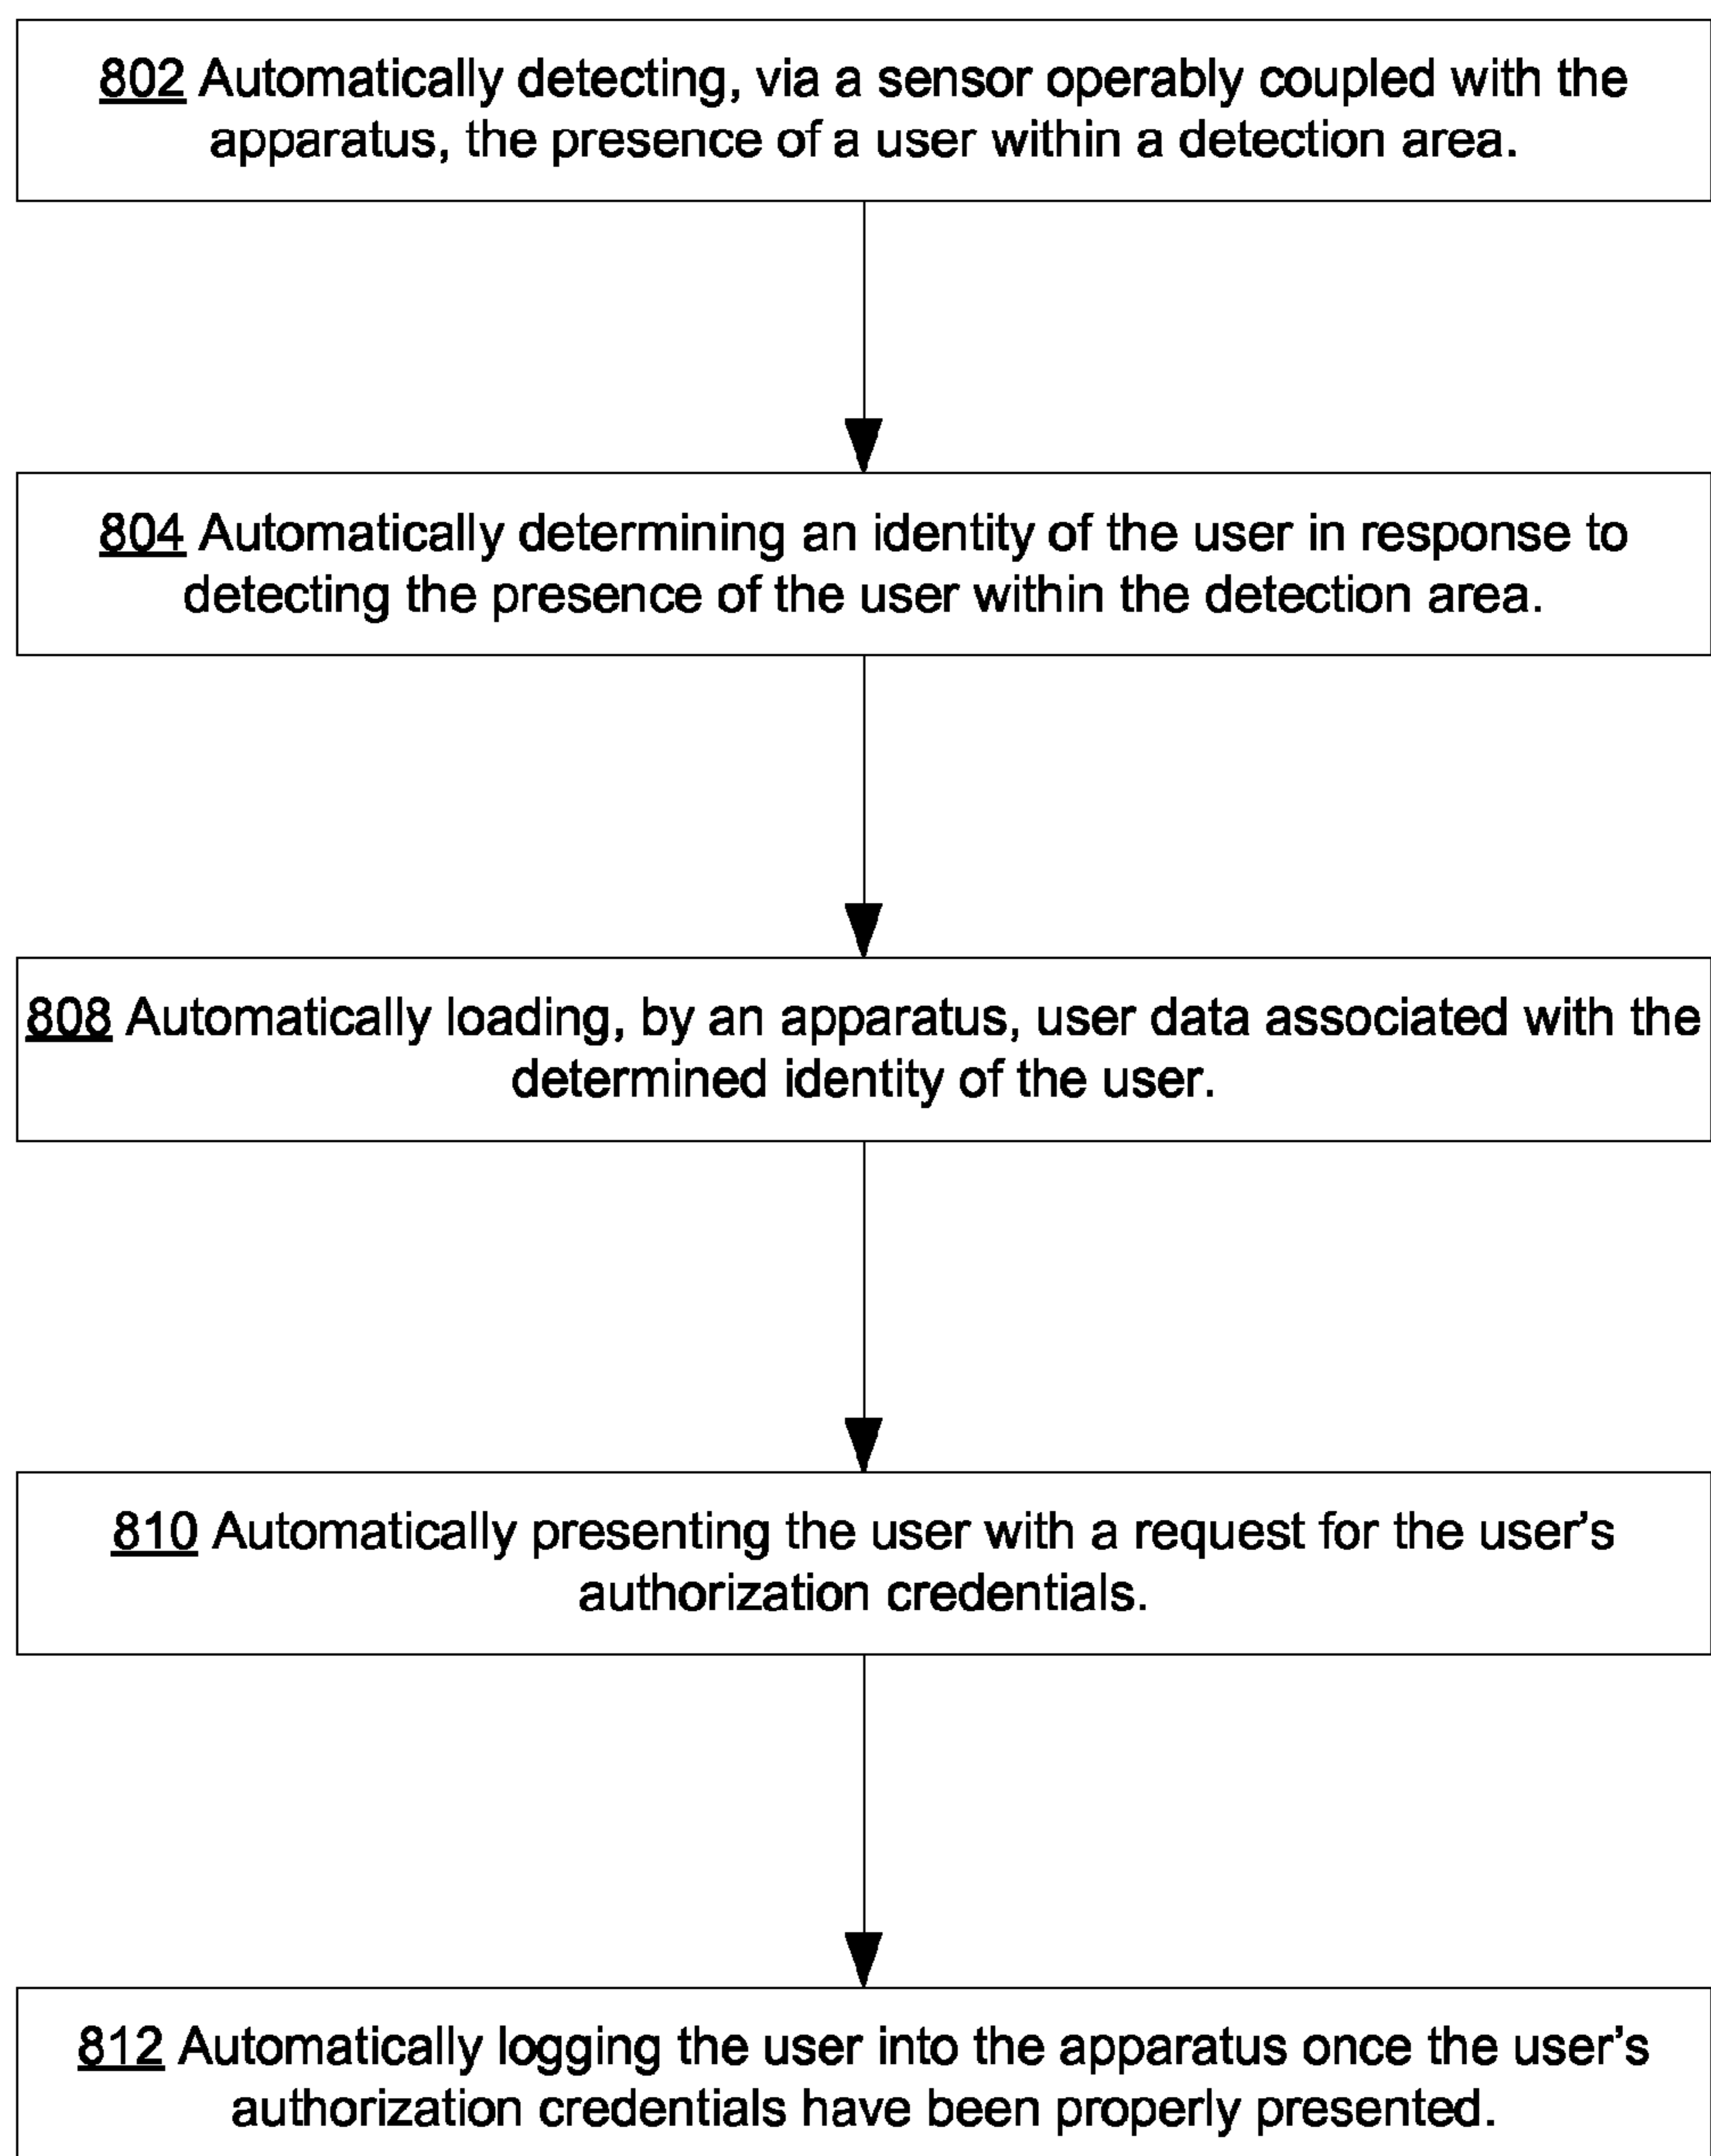 802 Automatically detecting, via a sensor operably coupled with the
apparatus, the presence of a user within a detection area.
804 Automatically determining an identity of the user in response to
detecting the presence of the user within the detection area.
808 Automatically loading, by an apparatus, user data associated with the
determined identity of the user.
810 Automatically presenting the user with a request for the user’s
authorization credentials.
812 Automatically logging the user into the apparatus once the user’s
authorization credentials have been properly presented.